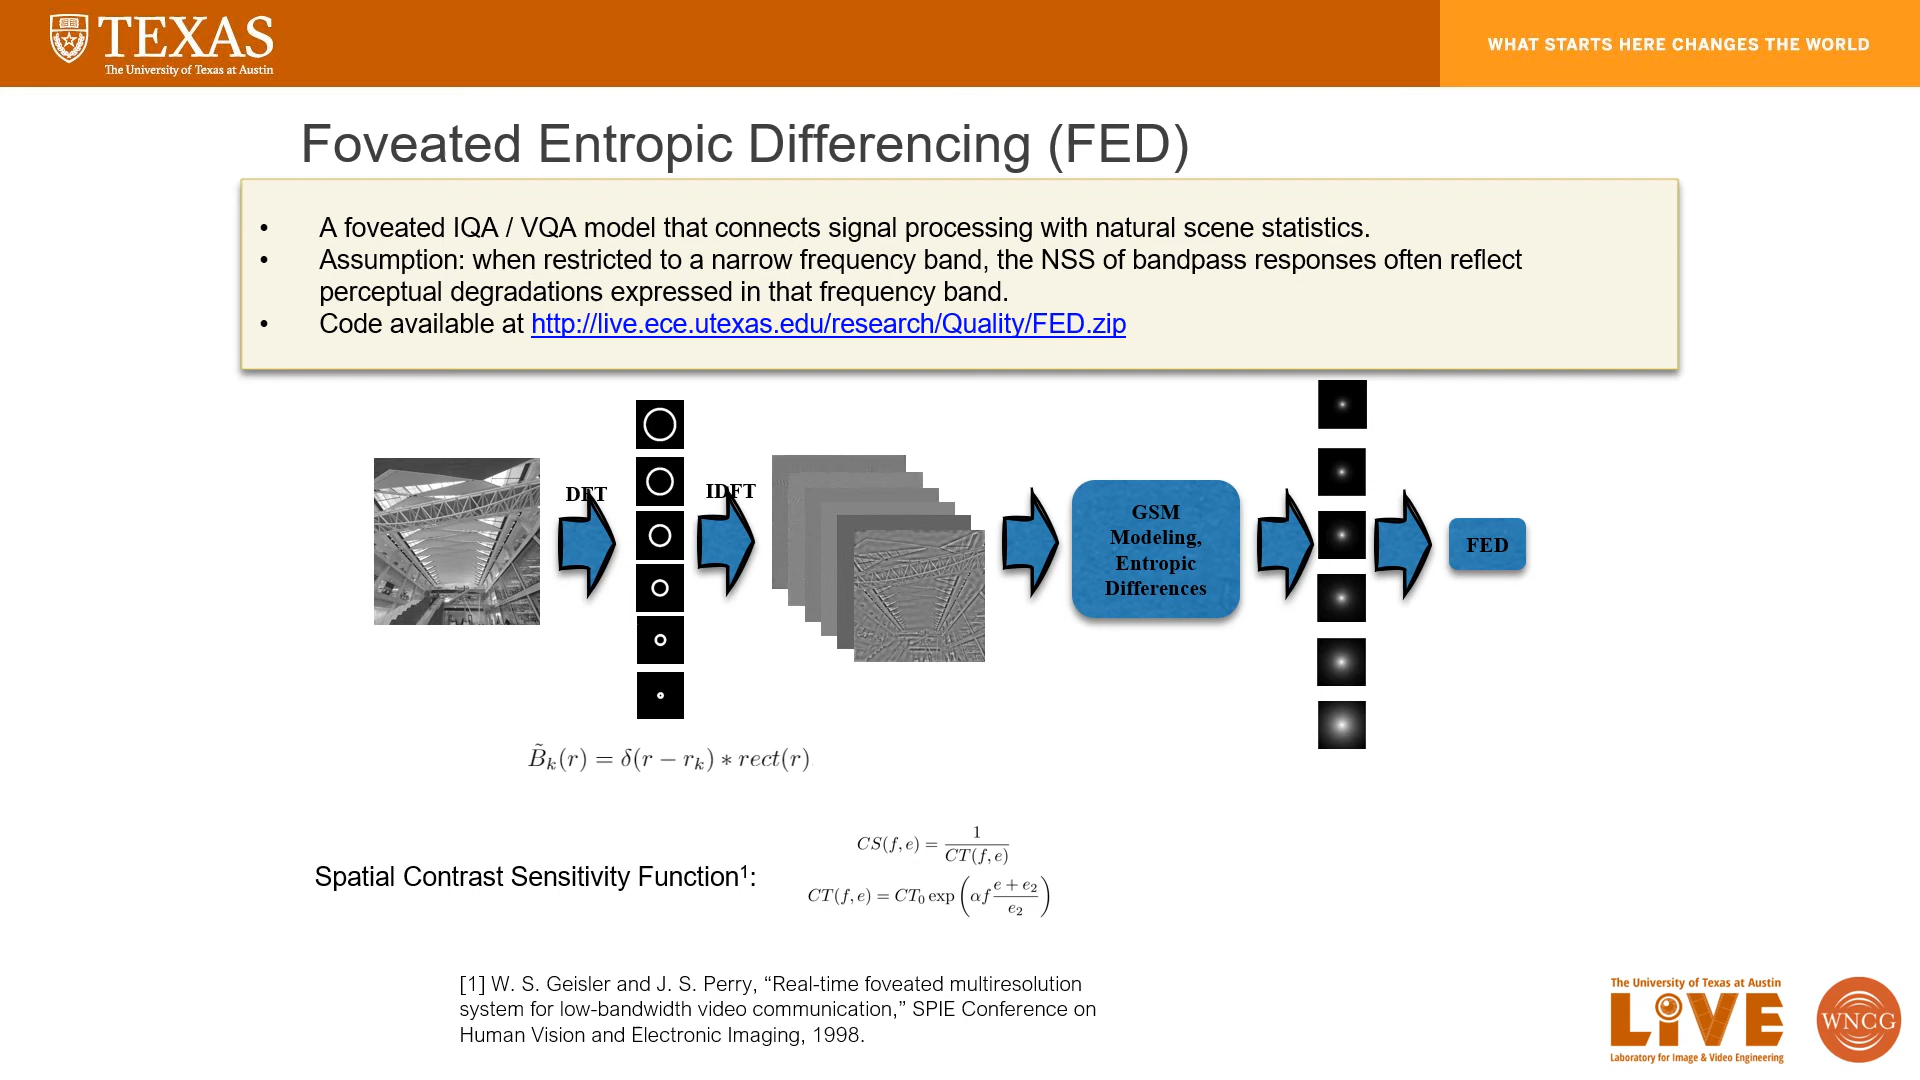 TEXAS
The University of Texas at Austin
WHAT STARTS HERE CHANGES THE WORLD
Foveated Entropic Differencing (FED)
• A foveated IQA / VQA model that connects signal processing with natural scene statistics.
• Assumption: when restricted to a narrow frequency band, the NSS of bandpass responses often reflect
perceptual degradations expressed in that frequency band.
• Code available at http://live.ece.utexas.edu/research/Quality/FED.zip
DFT
IDFT
GSM
Modeling,
Entropic
Differences
FED
B̃ₖ(r) = δ(r − rₖ) ∗ rect(r)
Spatial Contrast Sensitivity Function¹:
CS(f, e) = 1 / CT(f, e)
CT(f, e) = CT₀ exp (αf (e + e₂) / e₂)
[1] W. S. Geisler and J. S. Perry, “Real-time foveated multiresolution
system for low-bandwidth video communication,” SPIE Conference on
Human Vision and Electronic Imaging, 1998.
The University of Texas at Austin
LIVE
Laboratory for Image & Video Engineering
WNCG